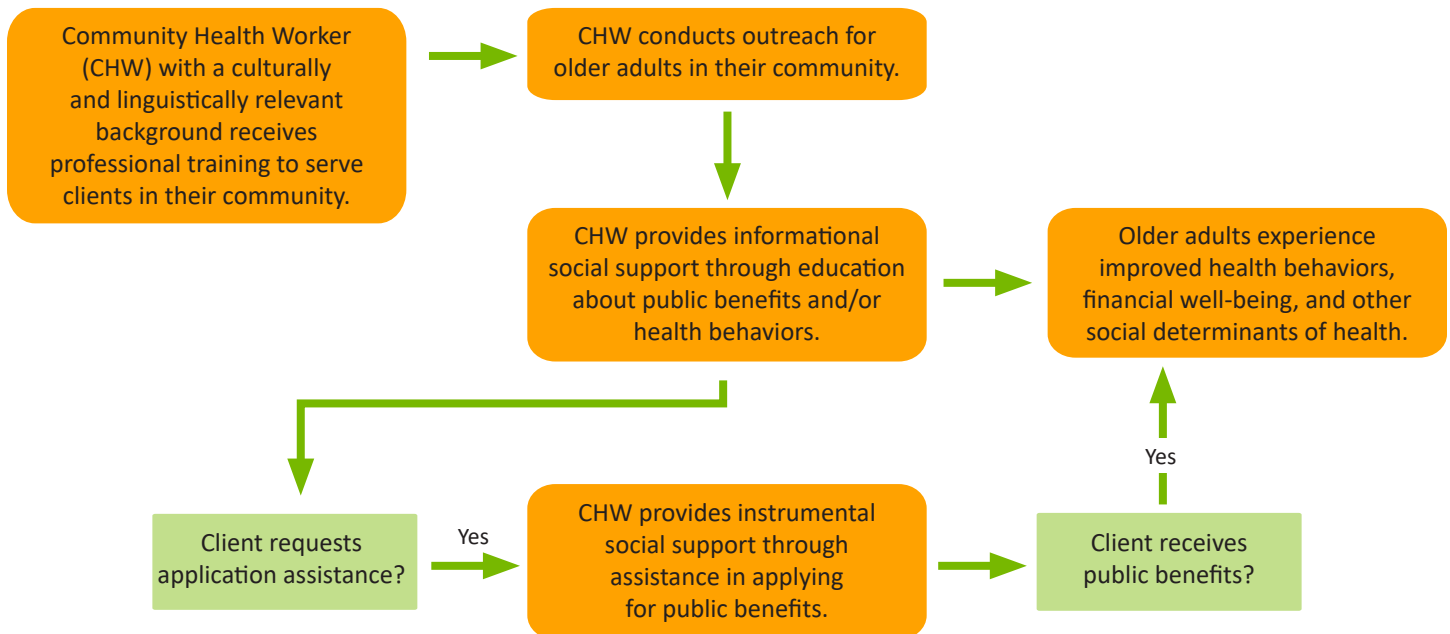 Community Health Worker
(CHW) with a culturally
and linguistically relevant
background receives
professional training to serve
clients in their community.
CHW conducts outreach for
older adults in their community.
CHW provides informational
social support through education
about public benefits and/or
health behaviors.
Older adults experience
improved health behaviors,
financial well-being, and other
social determinants of health.
Client requests
application assistance?
Yes
CHW provides instrumental
social support through
assistance in applying
for public benefits.
Client receives
public benefits?
Yes